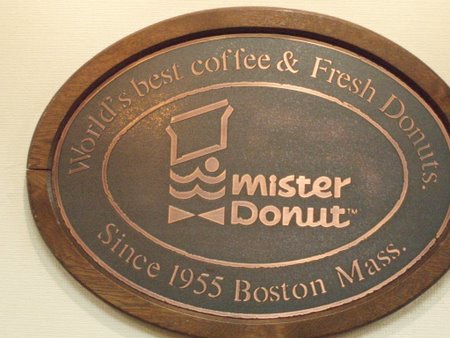 World's best coffee & Fresh Donuts.
mister
Donut™
Since 1955 Boston Mass.